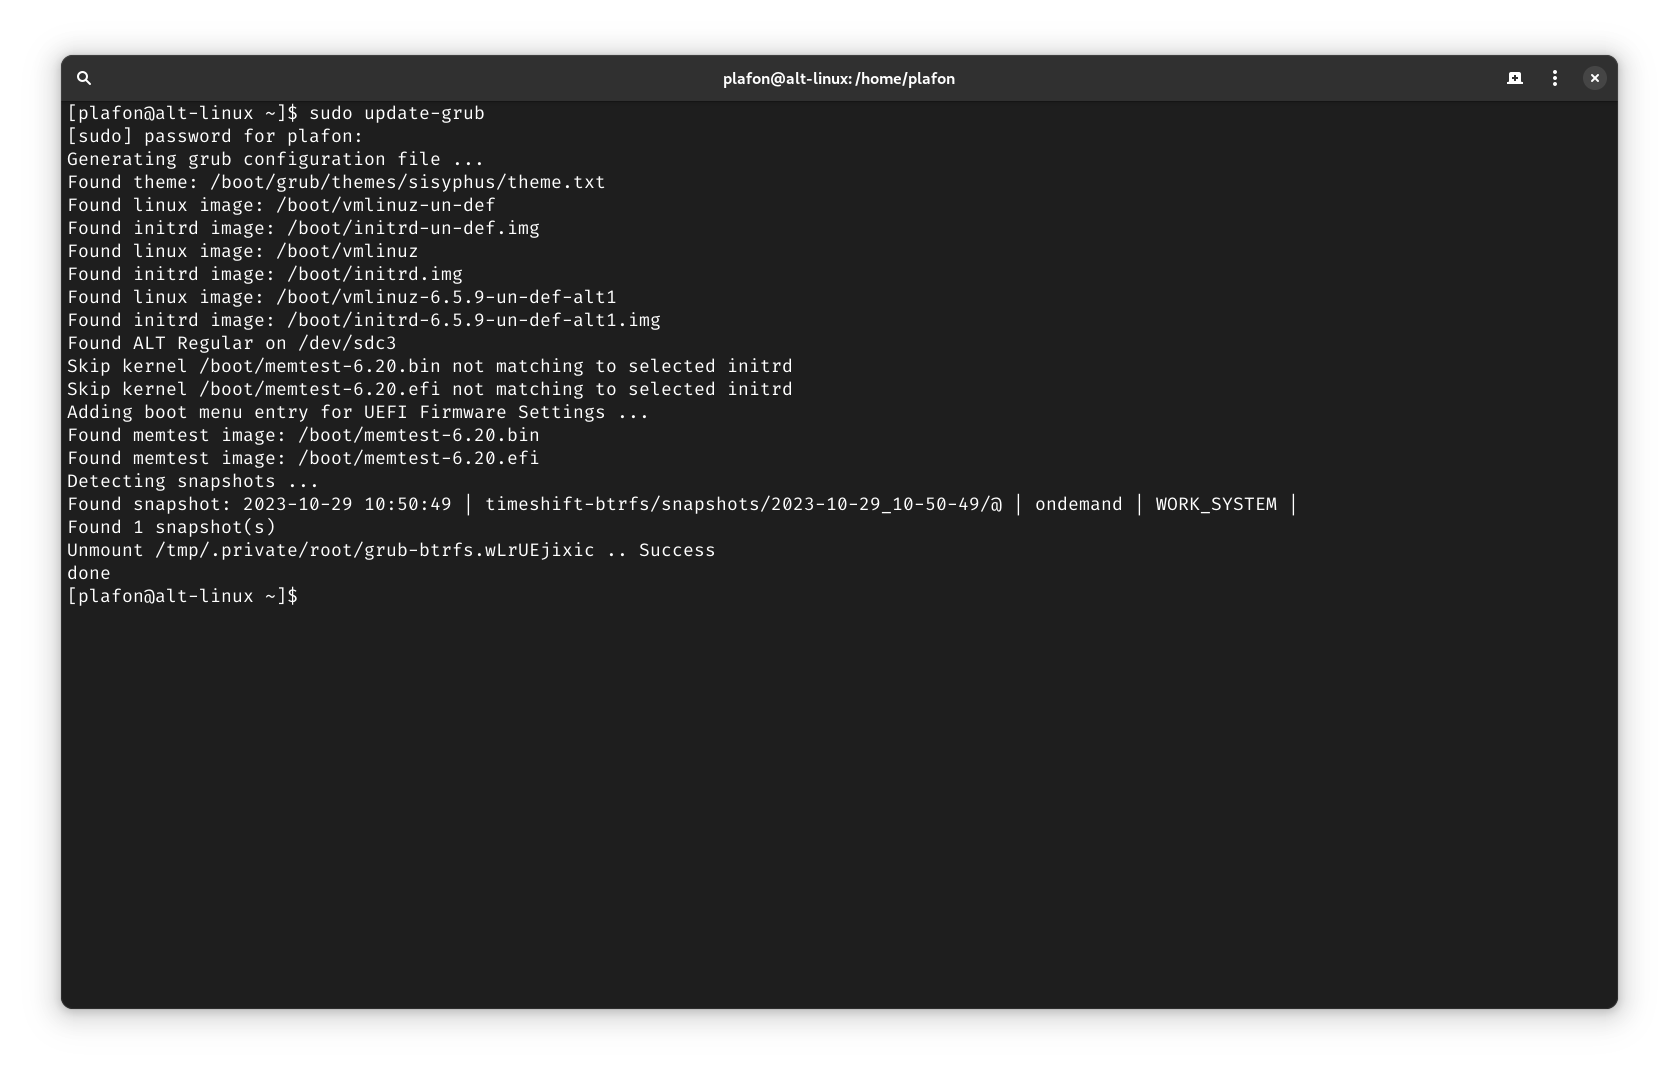 plafon@alt-linux:/home/plafon
[plafon@alt-linux ~]$ sudo update-grub
[sudo] password for plafon:
Generating grub configuration file ...
Found theme: /boot/grub/themes/sisyphus/theme.txt
Found linux image: /boot/vmlinuz-un-def
Found initrd image: /boot/initrd-un-def.img
Found linux image: /boot/vmlinuz
Found initrd image: /boot/initrd.img
Found linux image: /boot/vmlinuz-6.5.9-un-def-alt1
Found initrd image: /boot/initrd-6.5.9-un-def-alt1.img
Found ALT Regular on /dev/sdc3
Skip kernel /boot/memtest-6.20.bin not matching to selected initrd
Skip kernel /boot/memtest-6.20.efi not matching to selected initrd
Adding boot menu entry for UEFI Firmware Settings ...
Found memtest image: /boot/memtest-6.20.bin
Found memtest image: /boot/memtest-6.20.efi
Detecting snapshots ...
Found snapshot: 2023-10-29 10:50:49 | timeshift-btrfs/snapshots/2023-10-29_10-50-49/@ | ondemand | WORK_SYSTEM |
Found 1 snapshot(s)
Unmount /tmp/.private/root/grub-btrfs.wLrUEjixic .. Success
done
[plafon@alt-linux ~]$